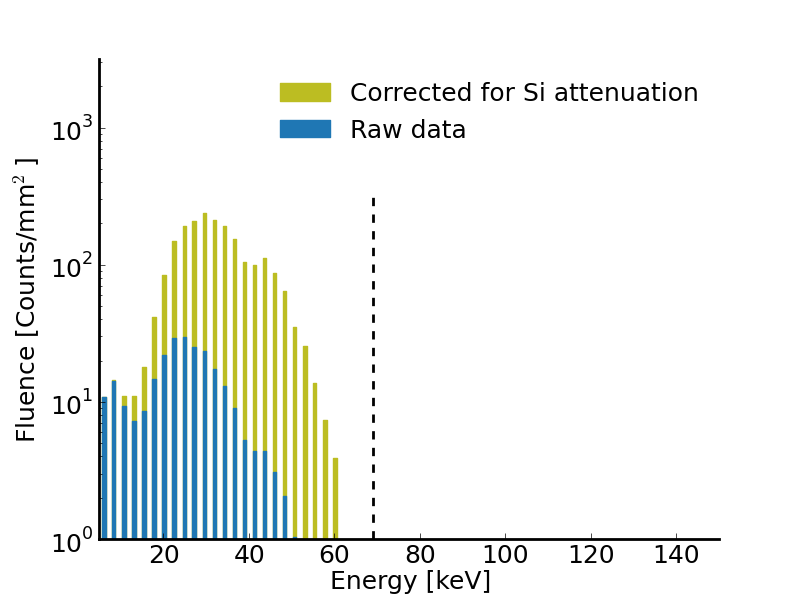 Corrected for Si attenuation
Raw data
Fluence [Counts/mm² ]
10³
10²
10¹
10⁰
20 40 60 80 100 120 140
Energy [keV]